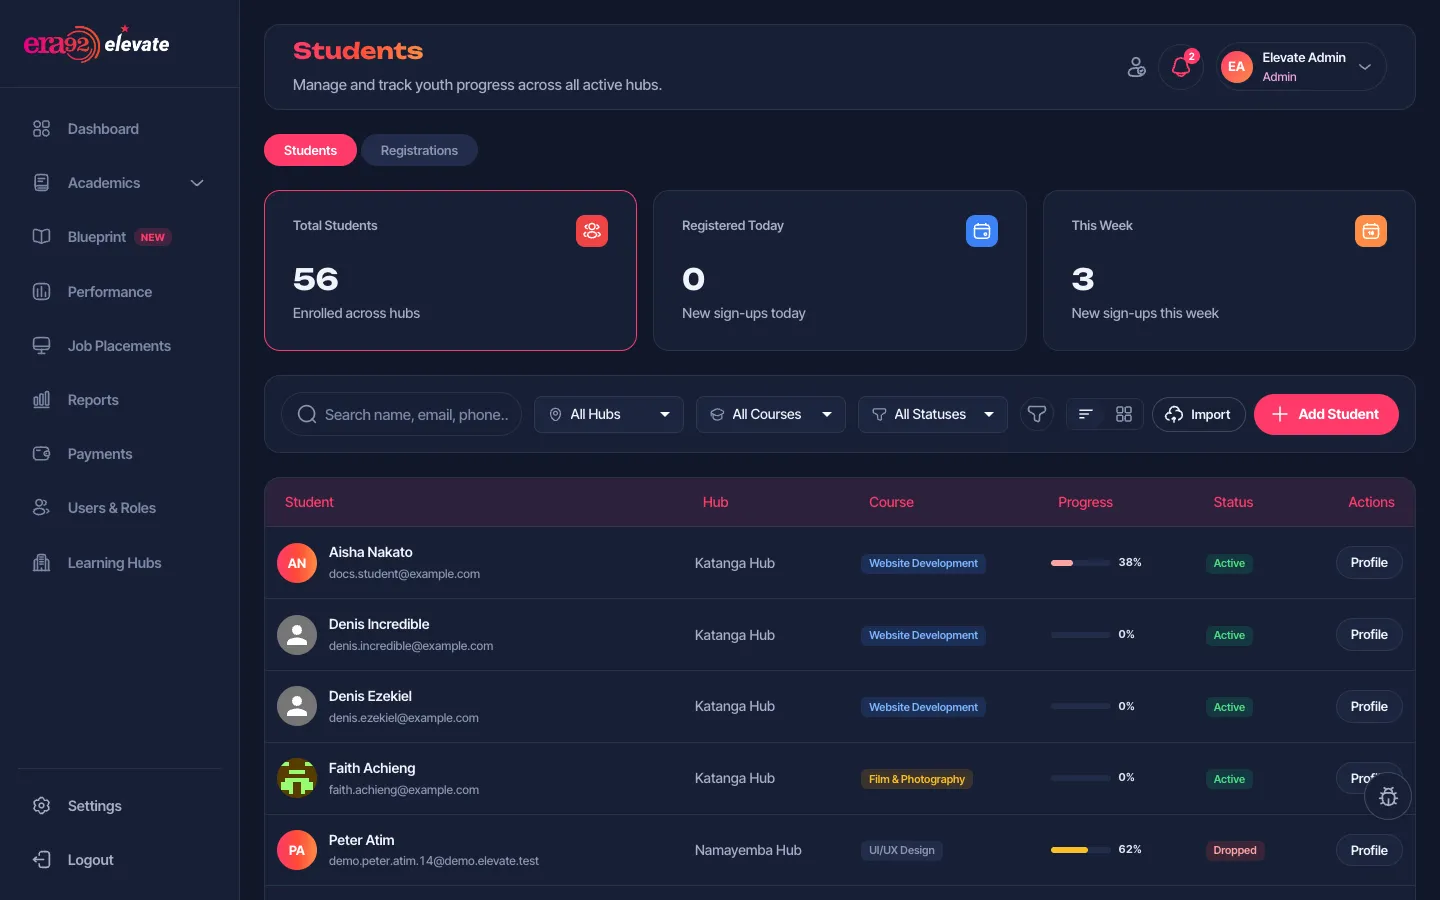 era92 elevate
Dashboard
Academics
Blueprint NEW
Performance
Job Placements
Reports
Payments
Users & Roles
Learning Hubs
Settings
Logout
Students
Manage and track youth progress across all active hubs.
2
EA
Elevate Admin
Admin
Students
Registrations
Total Students
56
Enrolled across hubs
Registered Today
0
New sign-ups today
This Week
3
New sign-ups this week
Search name, email, phone..
All Hubs
All Courses
All Statuses
Import
Add Student
Student Hub Course Progress Status Actions
AN
Aisha Nakato
docs.student@example.com
Katanga Hub
Website Development
38%
Active
Profile
Denis Incredible
denis.incredible@example.com
Katanga Hub
Website Development
0%
Active
Profile
Denis Ezekiel
denis.ezekiel@example.com
Katanga Hub
Website Development
0%
Active
Profile
Faith Achieng
faith.achieng@example.com
Katanga Hub
Film & Photography
0%
Active
PA
Peter Atim
demo.peter.atim.14@demo.elevate.test
Namayemba Hub
UI/UX Design
62%
Dropped
Profile